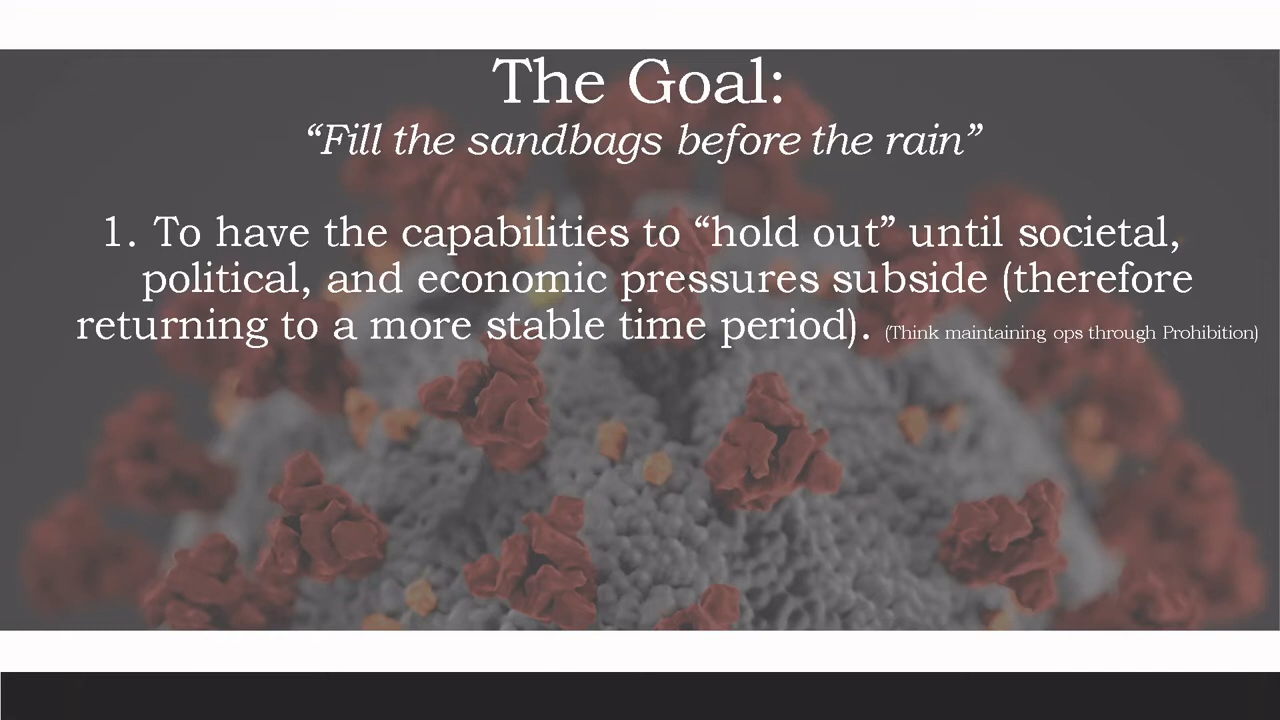 The Goal:
“Fill the sandbags before the rain”
1. To have the capabilities to “hold out” until societal,
political, and economic pressures subside (therefore
returning to a more stable time period). (Think maintaining ops through Prohibition)